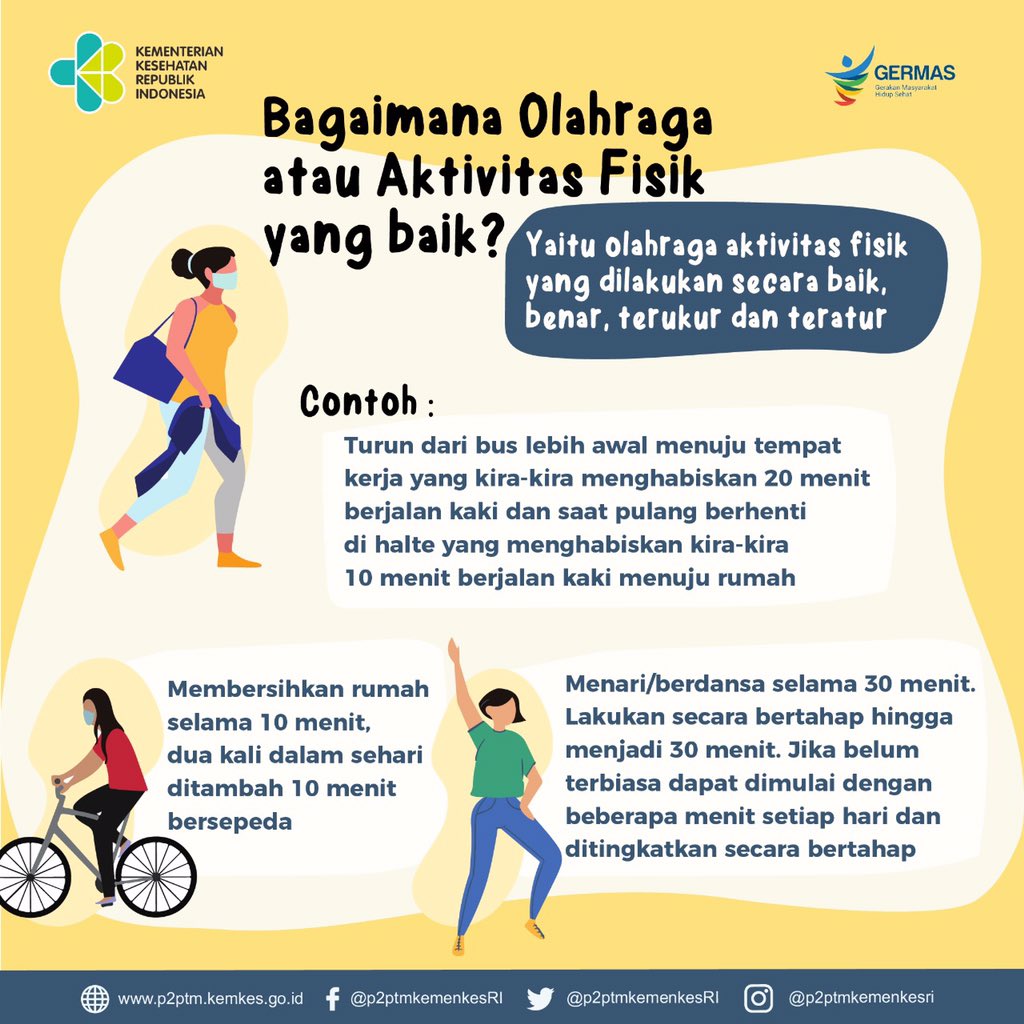 KEMENTERIAN
KESEHATAN
REPUBLIK
INDONESIA
GERMAS
Gerakan Masyarakat
Hidup Sehat
Bagaimana Olahraga
atau Aktivitas Fisik
yang baik?
Yaitu olahraga aktivitas fisik
yang dilakukan secara baik,
benar, terukur dan teratur
Contoh :
Turun dari bus lebih awal menuju tempat
kerja yang kira-kira menghabiskan 20 menit
berjalan kaki dan saat pulang berhenti
di halte yang menghabiskan kira-kira
10 menit berjalan kaki menuju rumah
Membersihkan rumah
selama 10 menit,
dua kali dalam sehari
ditambah 10 menit
bersepeda
Menari/berdansa selama 30 menit.
Lakukan secara bertahap hingga
menjadi 30 menit. Jika belum
terbiasa dapat dimulai dengan
beberapa menit setiap hari dan
ditingkatkan secara bertahap
www.p2ptm.kemkes.go.id
@p2ptmkemenkesRI
@p2ptmkemenkesRI
@p2ptmkemenkesri